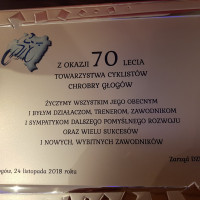 Z OKAZJI 70 LECIA
TOWARZYSTWA CYKLISTÓW
CHROBRY GŁOGÓW
ŻYCZYMY WSZYSTKIM JEGO OBECNYM
I BYŁYM DZIAŁACZOM, TRENEROM, ZAWODNIKOM
I SYMPATYKOM DALSZEGO POMYŚLNEGO ROZWOJU
ORAZ WIELU SUKCESÓW
I NOWYCH, WYBITNYCH ZAWODNIKÓW
ogów, 24 listopada 2018 roku
Zarząd